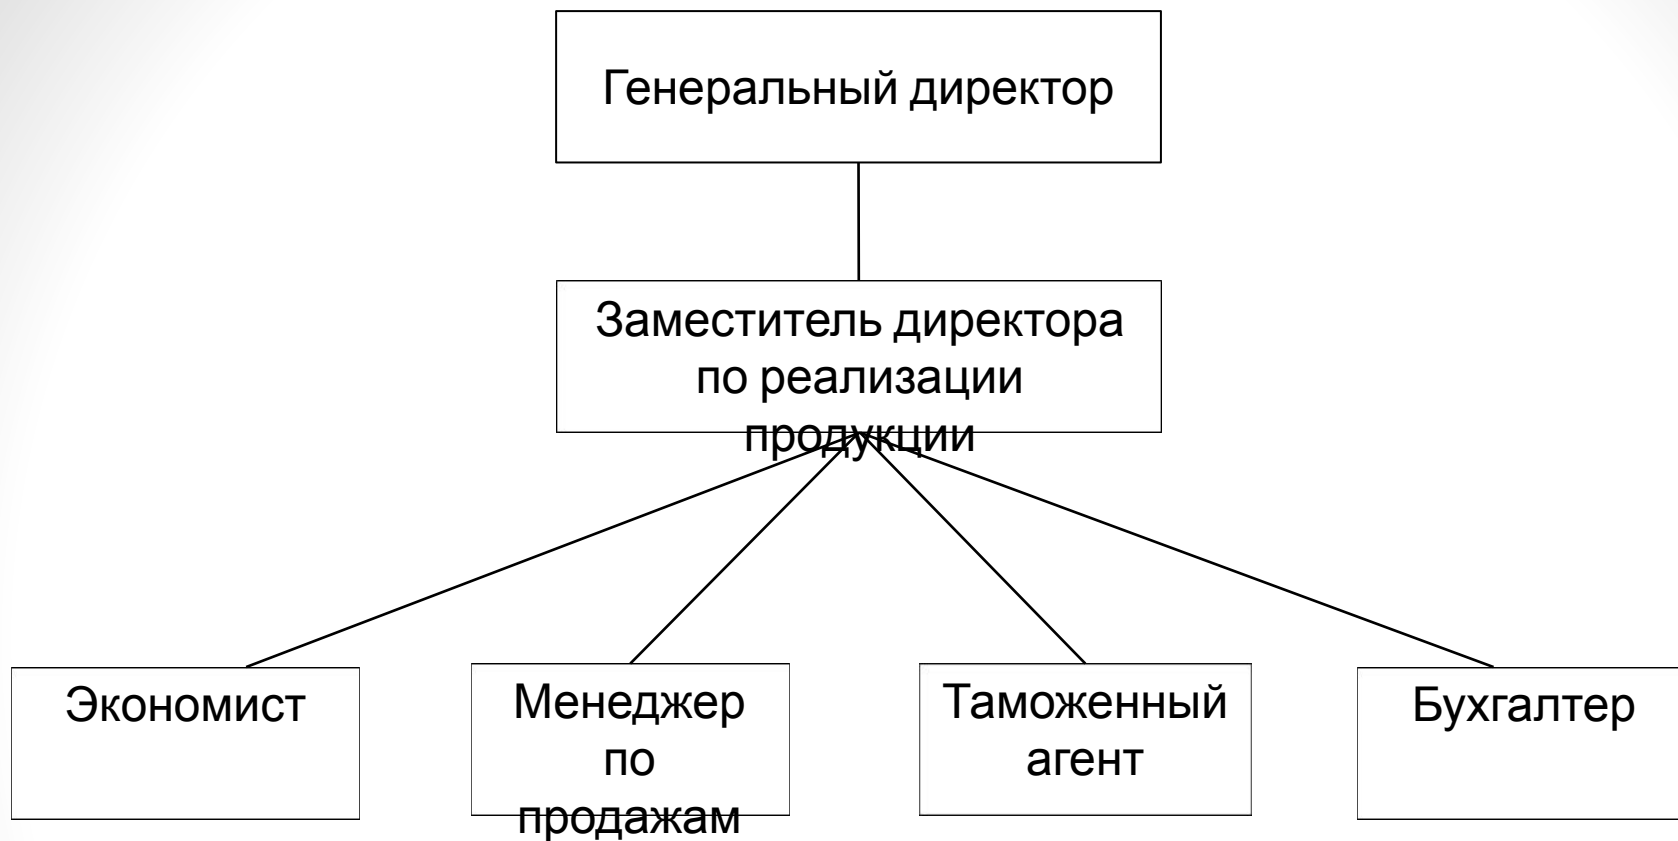 Генеральный директор
Заместитель директора
по реализации
продукции
Экономист
Менеджер
по
продажам
Таможенный
агент
Бухгалтер